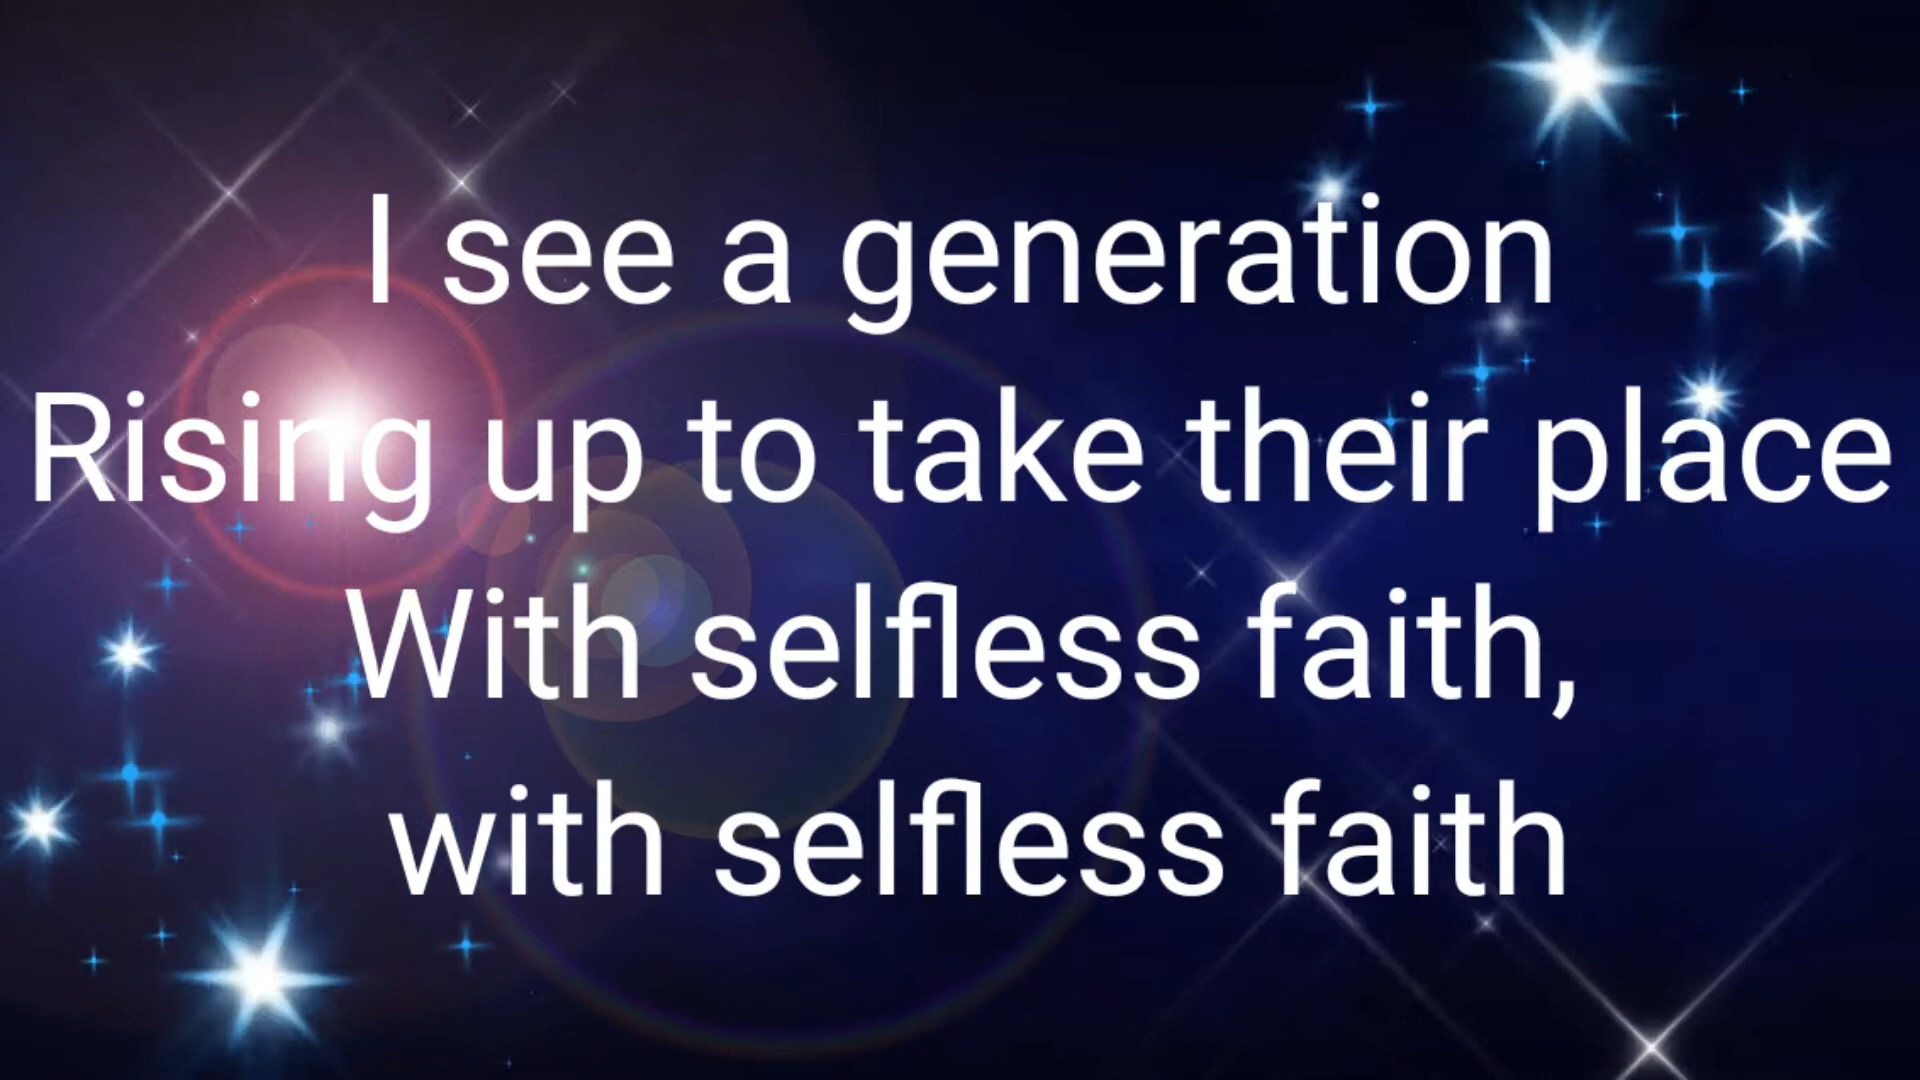 I see a generation
Rising up to take their place
With selfless faith,
with selfless faith